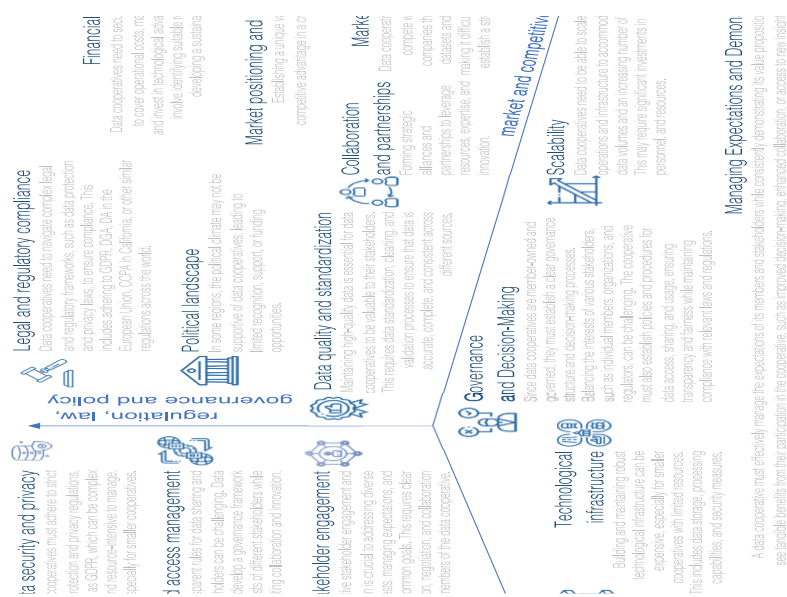 ta security and privacy
cooperatives must adhere to strict
rotection and privacy regulations,
as GDPR, which can be complex
nd resource-intensive to manage,
specially for smaller cooperatives.
Legal and regulatory compliance
Data cooperatives need to navigate complex legal
and regulatory frameworks, such as data protection
and privacy laws, to ensure compliance. This
includes adhering to GDPR, DGA, DA in the
European Union, CCPA in California, or other similar
regulations across the world.
Financial
Data cooperatives need to sec
to cover operational costs, ma
and invest in technological adva
involve identifying suitable
developing a sustaina
regulation, law,
governance and policy
d access management
parent rules for data sharing and
holders can be challenging. Data
develop a governance framework
sts of different stakeholders while
ting collaboration and innovation.
Political landscape
In some regions, the political climate may not be
supportive of data cooperatives, leading to
limited recognition, support, or funding
opportunities.
Market positioning and
Establishing a unique v
competitive advantage in a cr
keholder engagement
tive stakeholder engagement and
n is crucial to addressing diverse
ests, managing expectations, and
ommon goals. This requires clear
on, negotiation, and collaboration
members of the data cooperative.
Data quality and standardization
Maintaining high-quality data is essential for data
cooperatives to be valuable to their stakeholders.
This requires data standardization, cleaning, and
validation processes to ensure that data is
accurate, complete, and consistent across
different sources.
Collaboration
and partnerships
Forming strategic
alliances and
partnerships to leverage
resources, expertise, and
innovation.
Marke
Data cooperativ
compete w
companies th
datasets and
making it difficu
establish a str
market and competitiv
Governance
and Decision-Making
Since data cooperatives are member-owned and
governed, they must establish a clear governance
structure and decision-making processes.
Balancing the interests of various stakeholders,
such as individual members, organizations, and
regulators, can be challenging. The cooperative
must also establish policies and procedures for
data access, sharing, and usage, ensuring
transparency and fairness while maintaining
compliance with relevant laws and regulations.
Scalability
Data cooperatives need to be able to scale
operations and infrastructure to accommod
data volumes and an increasing number of
This may require significant investments in
personnel, and resources.
Technological
infrastructure
Building and maintaining robust
technological infrastructure can be
expensive, especially for smaller
cooperatives with limited resources.
This includes data storage, processing
capabilities, and security measures.
Managing Expectations and Demon
A data cooperative must effectively manage the expectations of its members and stakeholders while consistently demonstrating its value propositio
see tangible benefits from their participation in the cooperative, such as improved decision-making, enhanced collaboration, or access to new insight